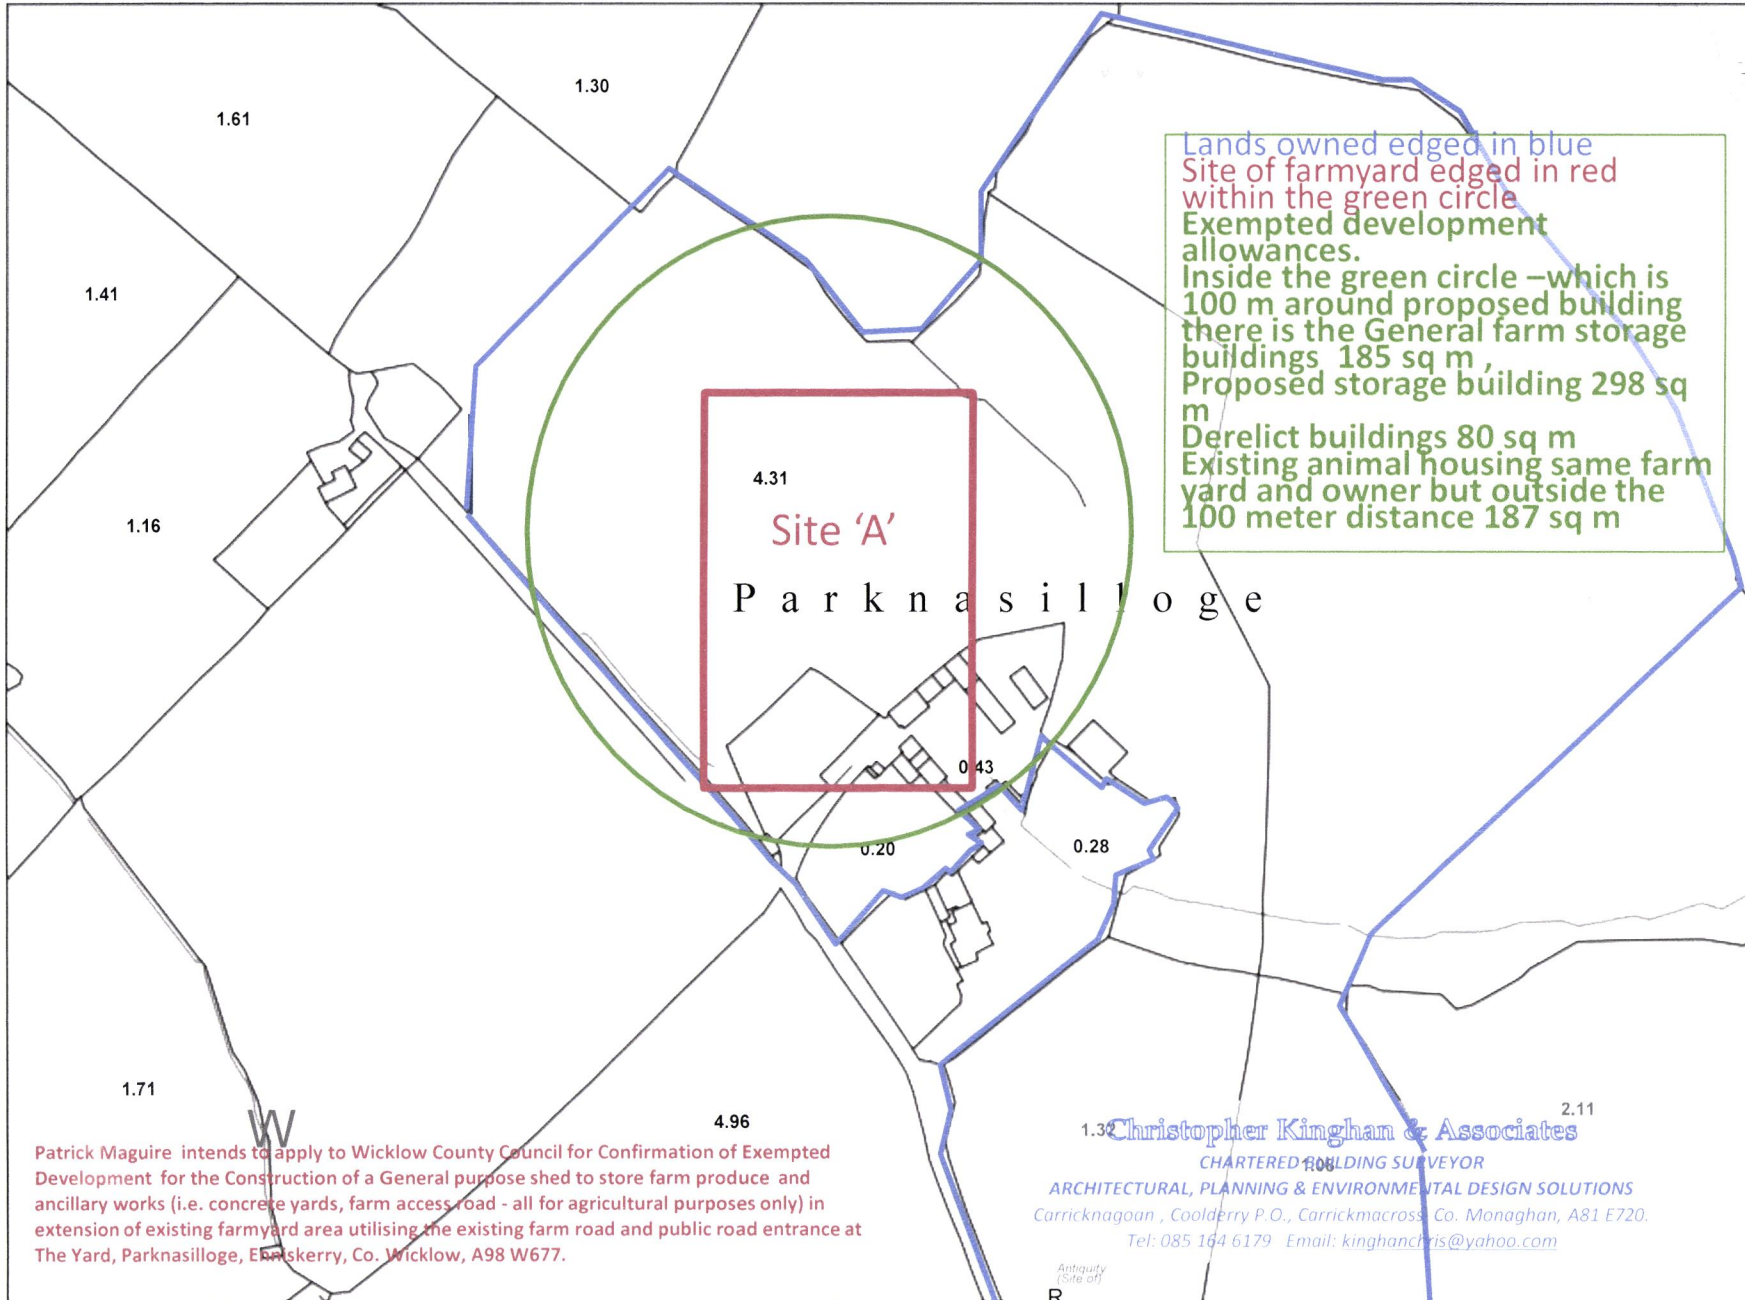 1.30
1.61
Lands owned edged in blue
Site of farmyard edged in red
within the green circle
Exempted development
allowances.
Inside the green circle –which is
100 m around proposed building
there is the General farm storage
buildings 185 sq m ,
Proposed storage building 298 sq
m
Derelict buildings 80 sq m
Existing animal housing same farm
yard and owner but outside the
100 meter distance 187 sq m
1.41
4.31
1.16
Site ‘A’
Parknasilloge
0.43
0.20
0.28
1.71
4.96
W
Patrick Maguire intends to apply to Wicklow County Council for Confirmation of Exempted
Development for the Construction of a General purpose shed to store farm produce and
ancillary works (i.e. concrete yards, farm access road - all for agricultural purposes only) in
extension of existing farmyard area utilising the existing farm road and public road entrance at
The Yard, Parknasilloge, Enniskerry, Co. Wicklow, A98 W677.
2.11
1.32
Christopher Kinghan & Associates
CHARTERED BUILDING SURVEYOR
1.06
ARCHITECTURAL, PLANNING & ENVIRONMENTAL DESIGN SOLUTIONS
Carricknagoan , Coolderry P.O., Carrickmacross Co. Monaghan, A81 E720.
Tel: 085 164 6179 Email: kinghanchris@yahoo.com
Antiquity
(Site of)
R